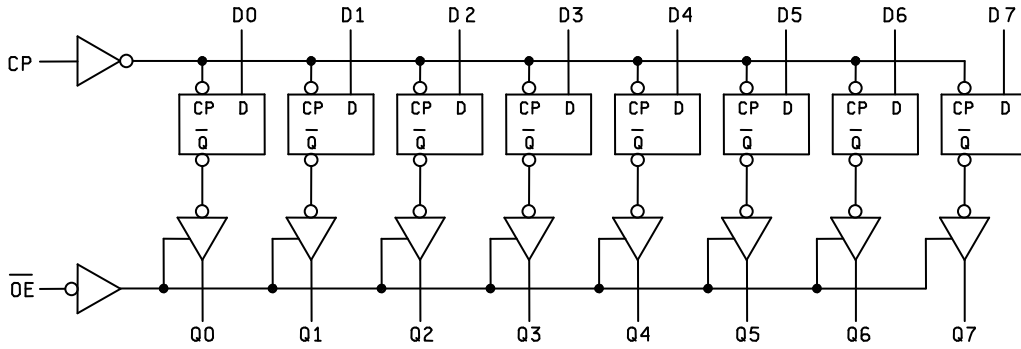 D0 D1 D2 D3 D4 D5 D6 D7
CP
CP D CP D CP D CP D CP D CP D CP D CP D
Q̅ Q̅ Q̅ Q̅ Q̅ Q̅ Q̅ Q̅
O̅E̅
Q0 Q1 Q2 Q3 Q4 Q5 Q6 Q7